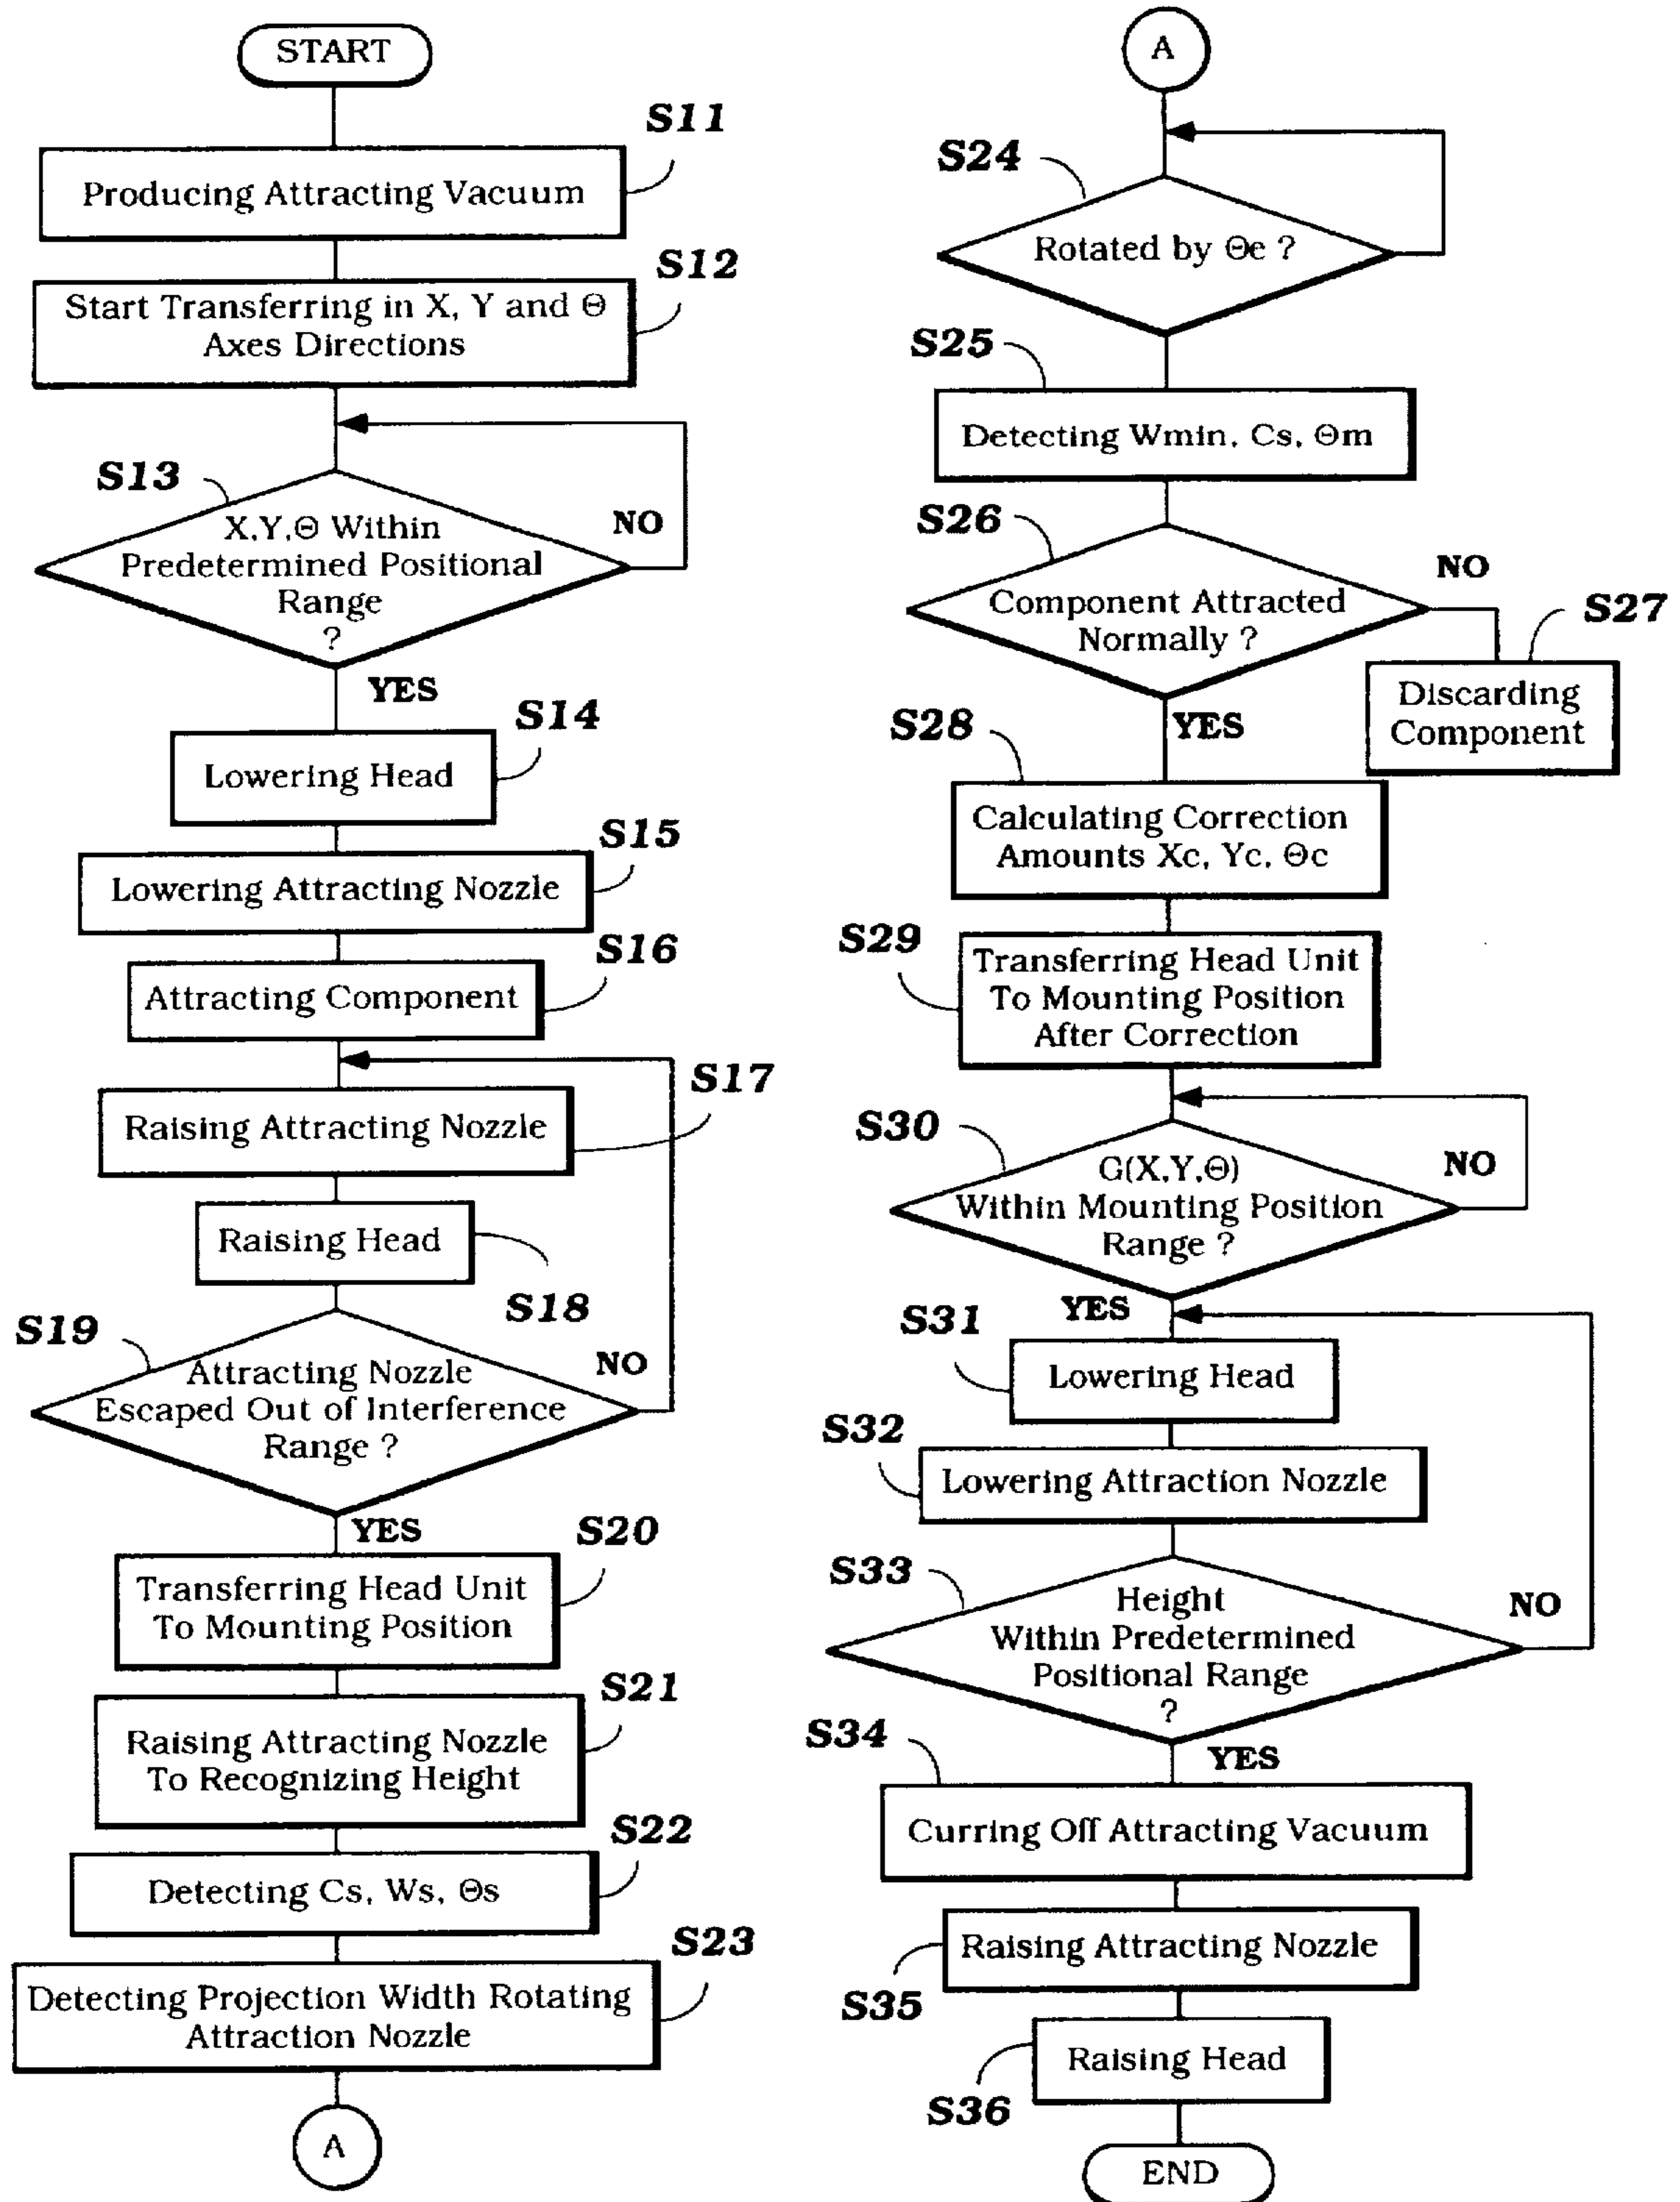 START
S11
Producing Attracting Vacuum
S12
Start Transferring in X, Y and Θ
Axes Directions
S13
X,Y,Θ Within
Predetermined Positional
Range
?
NO
YES
S14
Lowering Head
S15
Lowering Attracting Nozzle
S16
Attracting Component
S17
Raising Attracting Nozzle
Raising Head
S18
S19
Attracting Nozzle
Escaped Out of Interference
Range ?
NO
YES
S20
Transferring Head Unit
To Mounting Position
S21
Raising Attracting Nozzle
To Recognizing Height
S22
Detecting Cs, Ws, Θs
S23
Detecting Projection Width Rotating
Attraction Nozzle
A
A
S24
Rotated by Θe ?
S25
Detecting Wmin, Cs, Θm
S26
Component Attracted
Normally ?
NO
S27
Discarding
Component
YES
S28
Calculating Correction
Amounts Xc, Yc, Θc
S29
Transferring Head Unit
To Mounting Position
After Correction
S30
G(X,Y,Θ)
Within Mounting Position
Range ?
NO
YES
S31
Lowering Head
S32
Lowering Attraction Nozzle
S33
Height
Within Predetermined
Positional Range
?
NO
YES
S34
Curring Off Attracting Vacuum
Raising Attracting Nozzle
S35
Raising Head
S36
END